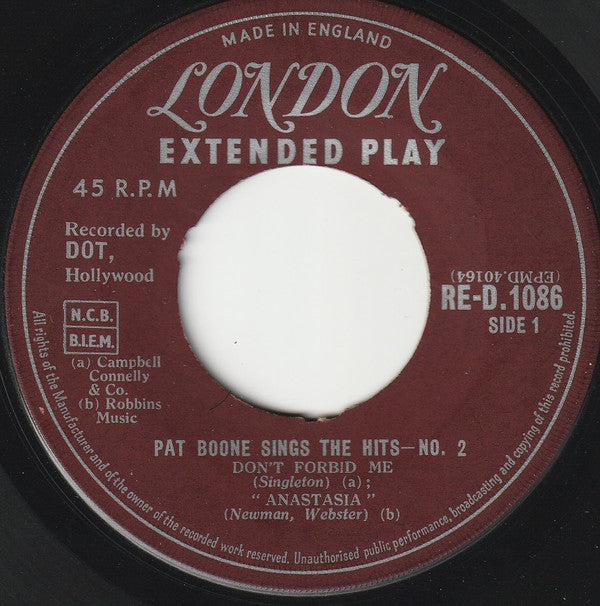 MADE IN ENGLAND
LONDON
EXTENDED PLAY
45 R.P.M
Recorded by
DOT,
Hollywood
(EPMD.40164)
RE-D.1086
SIDE 1
N.C.B.
B.I.E.M.
(a) Campbell
Connelly
& Co.
(b) Robbins
Music
PAT BOONE SINGS THE HITS—NO. 2
DON'T FORBID ME
(Singleton) (a);
"ANASTASIA"
(Newman, Webster) (b)
All rights of the Manufacturer and of the owner of the recorded work reserved. Unauthorised public performance, broadcasting and copying of this record prohibited.